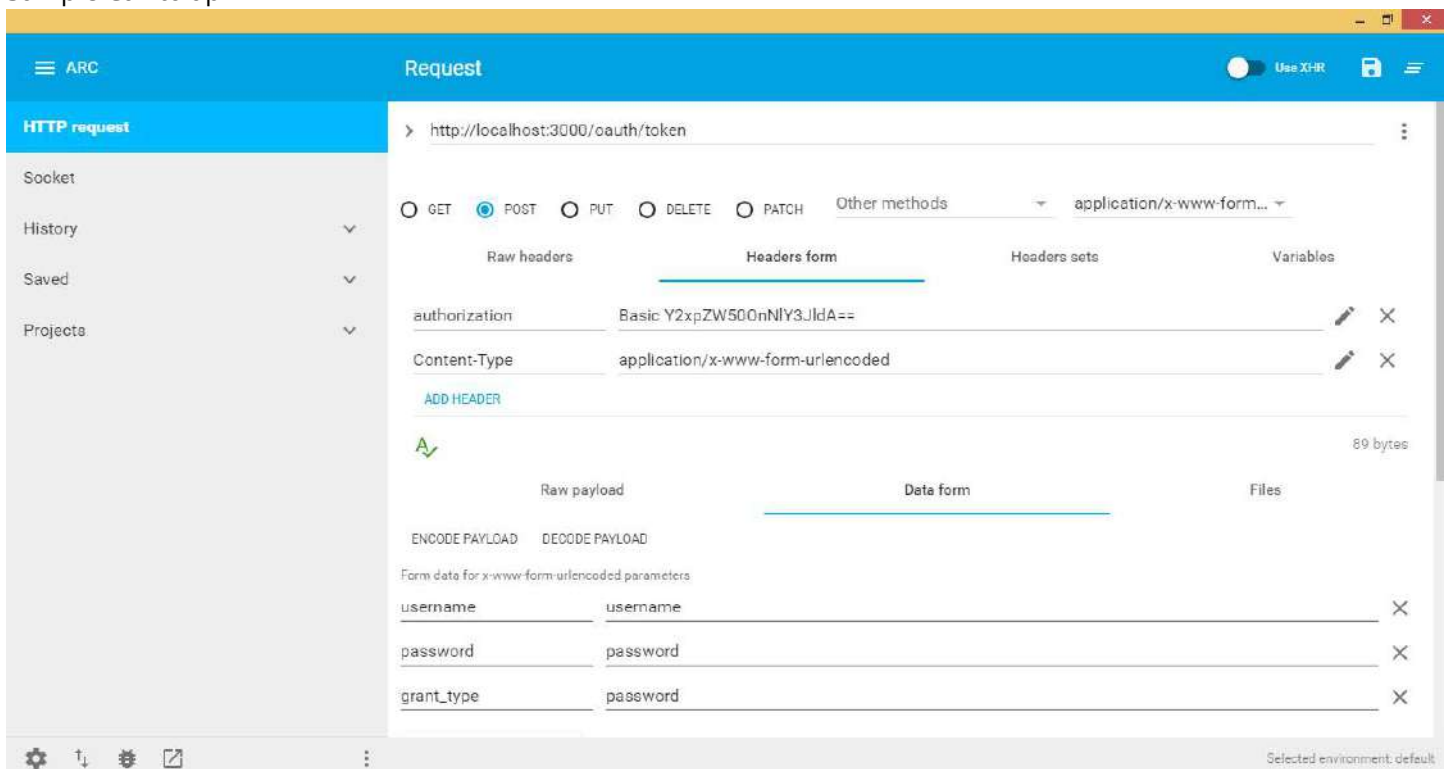 ARC
Request
Use XHR
HTTP request
http://localhost:3000/oauth/token
Socket
GET POST PUT DELETE PATCH Other methods application/x-www-form...
History
Raw headers Headers form Headers sets Variables
Saved
authorization Basic Y2xpZW50OnNlY3JldA==
Projects
Content-Type application/x-www-form-urlencoded
ADD HEADER
89 bytes
Raw payload Data form Files
ENCODE PAYLOAD DECODE PAYLOAD
Form data for x-www-form-urlencoded parameters
username username
password password
grant_type password
Selected environment: default